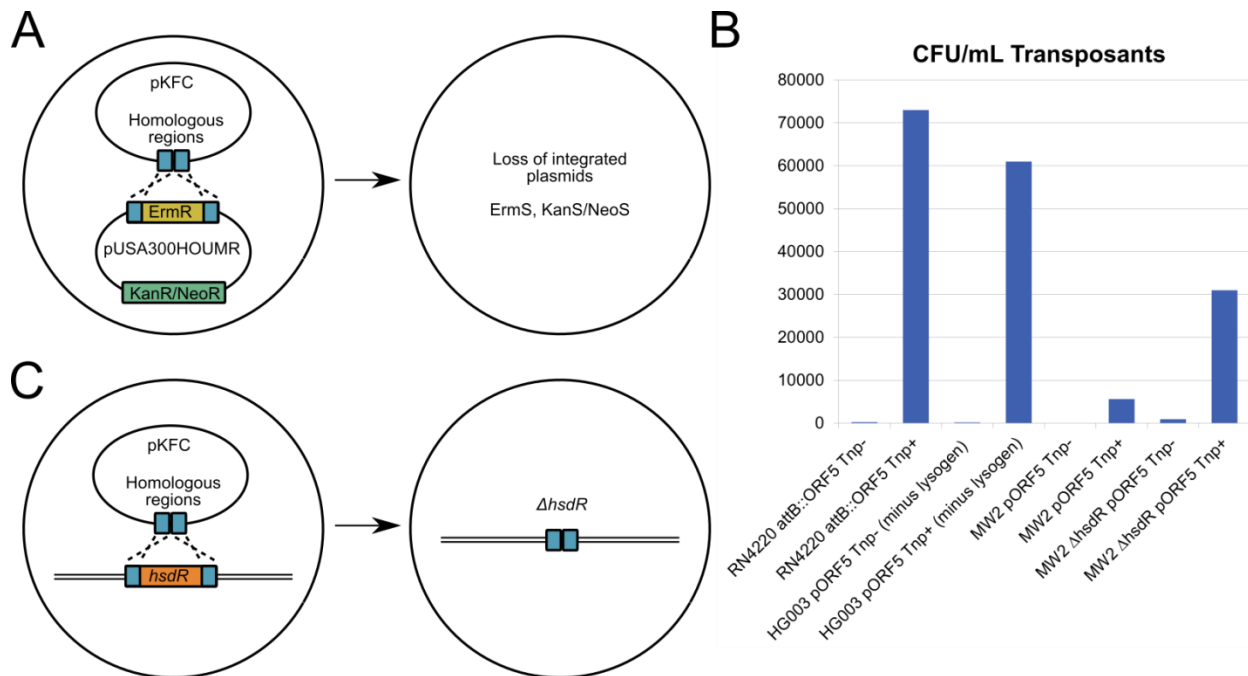 A
pKFC
Homologous
regions
ErmR
pUSA300HOUMR
KanR/NeoR
Loss of integrated
plasmids
ErmS, KanS/NeoS
B
CFU/mL Transposants
80000
70000
60000
50000
40000
30000
20000
10000
0
RN4220 attB::ORF5 Tnp-
RN4220 attB::ORF5 Tnp+
HG003 pORF5 Tnp- (minus lysogen)
HG003 pORF5 Tnp+ (minus lysogen)
MW2 pORF5 Tnp-
MW2 pORF5 Tnp+
MW2 ΔhsdR pORF5 Tnp-
MW2 ΔhsdR pORF5 Tnp+
C
pKFC
Homologous
regions
hsdR
ΔhsdR